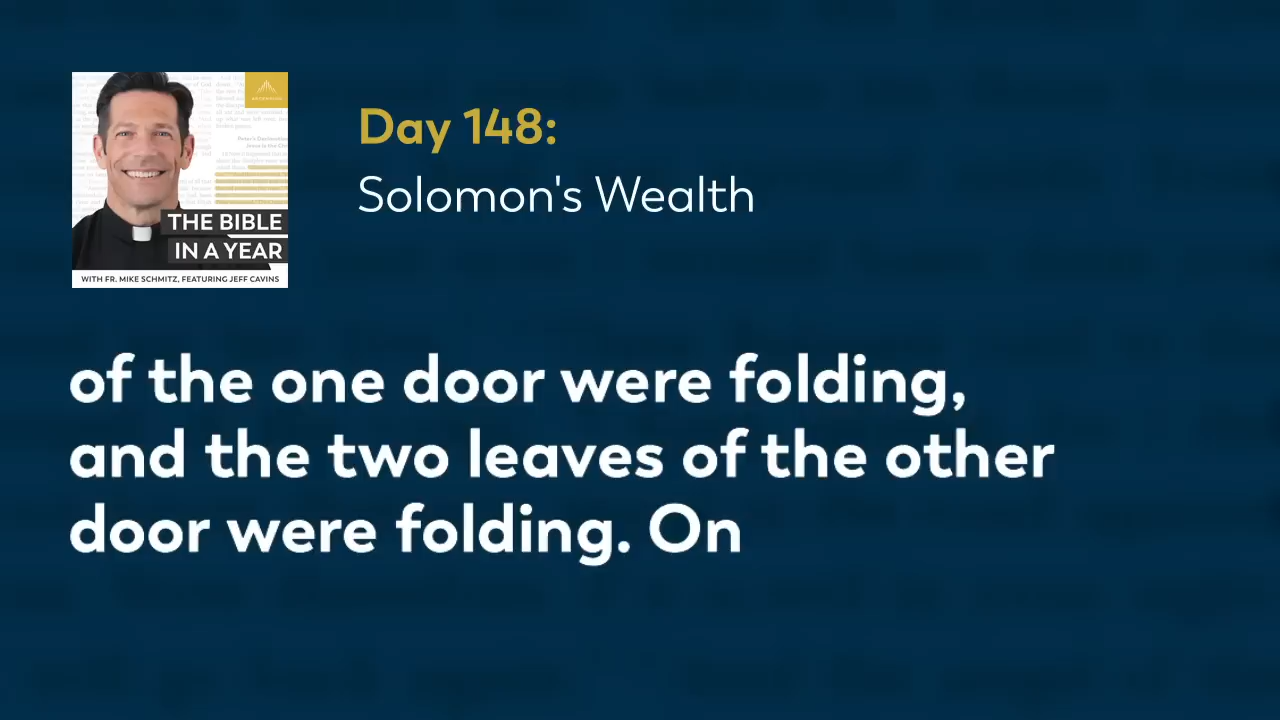 Day 148:
Solomon's Wealth
THE BIBLE
IN A YEAR
WITH FR. MIKE SCHMITZ, FEATURING JEFF CAVINS
of the one door were folding,
and the two leaves of the other
door were folding. On